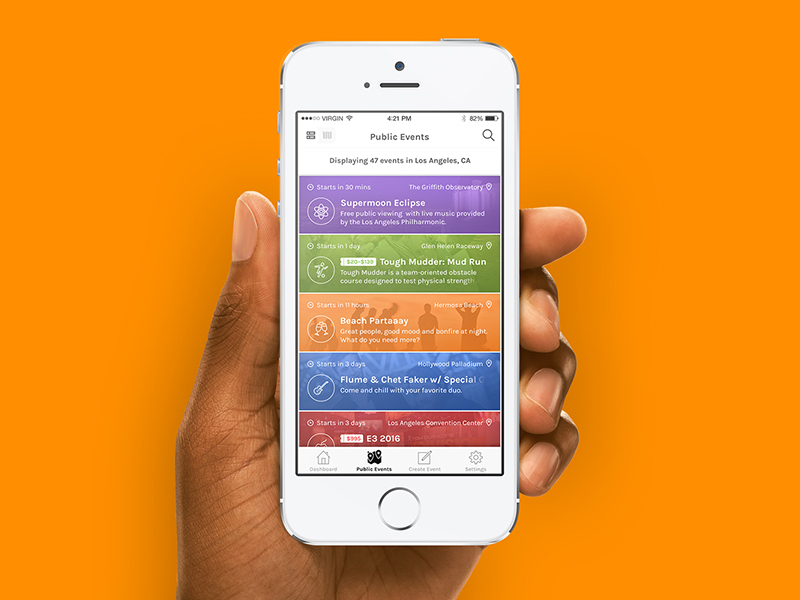 VIRGIN 4:21 PM 82%
Public Events
Displaying 47 events in Los Angeles, CA
Starts in 30 mins The Griffith Observatory
Supermoon Eclipse
Free public viewing with live music provided
by the Los Angeles Philharmonic.
Starts in 1 day Glen Helen Raceway
$20-$130 Tough Mudder: Mud Run
Tough Mudder is a team-oriented obstacle
course designed to test physical strength
Starts in 11 hours Hermosa Beach
Beach Partaaay
Great people, good mood and bonfire at night.
What do you need more?
Starts in 3 days Hollywood Palladium
Flume & Chet Faker w/ Special
Come and chill with your favorite duo.
Starts in 3 days Los Angeles Convention Center
$995 E3 2016
Dashboard Public Events Create Event Settings